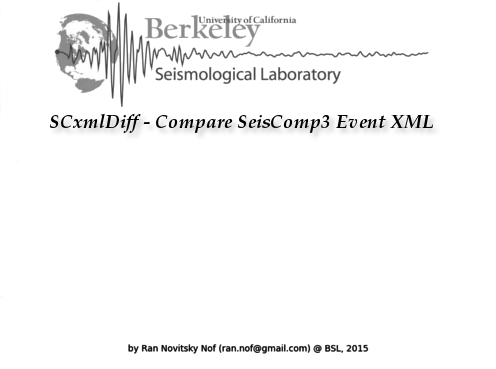 University of California
Berkeley
Seismological Laboratory
SCxmlDiff - Compare SeisComp3 Event XML
by Ran Novitsky Nof (ran.nof@gmail.com) @ BSL, 2015